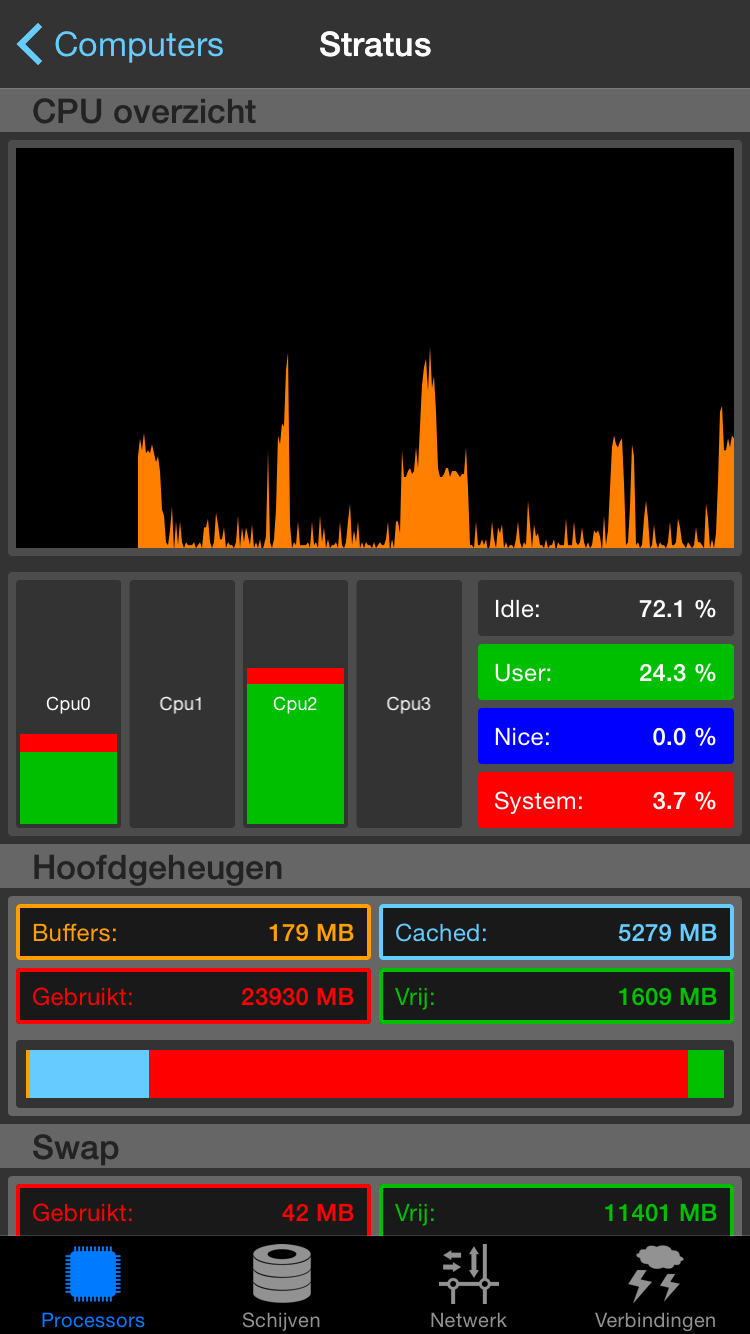 Computers
Stratus
CPU overzicht
Cpu0
Cpu1
Cpu2
Cpu3
Idle: 72.1 %
User: 24.3 %
Nice: 0.0 %
System: 3.7 %
Hoofdgeheugen
Buffers: 179 MB
Cached: 5279 MB
Gebruikt: 23930 MB
Vrij: 1609 MB
Swap
Gebruikt: 42 MB
Vrij: 11401 MB
Processors
Schijven
Netwerk
Verbindingen